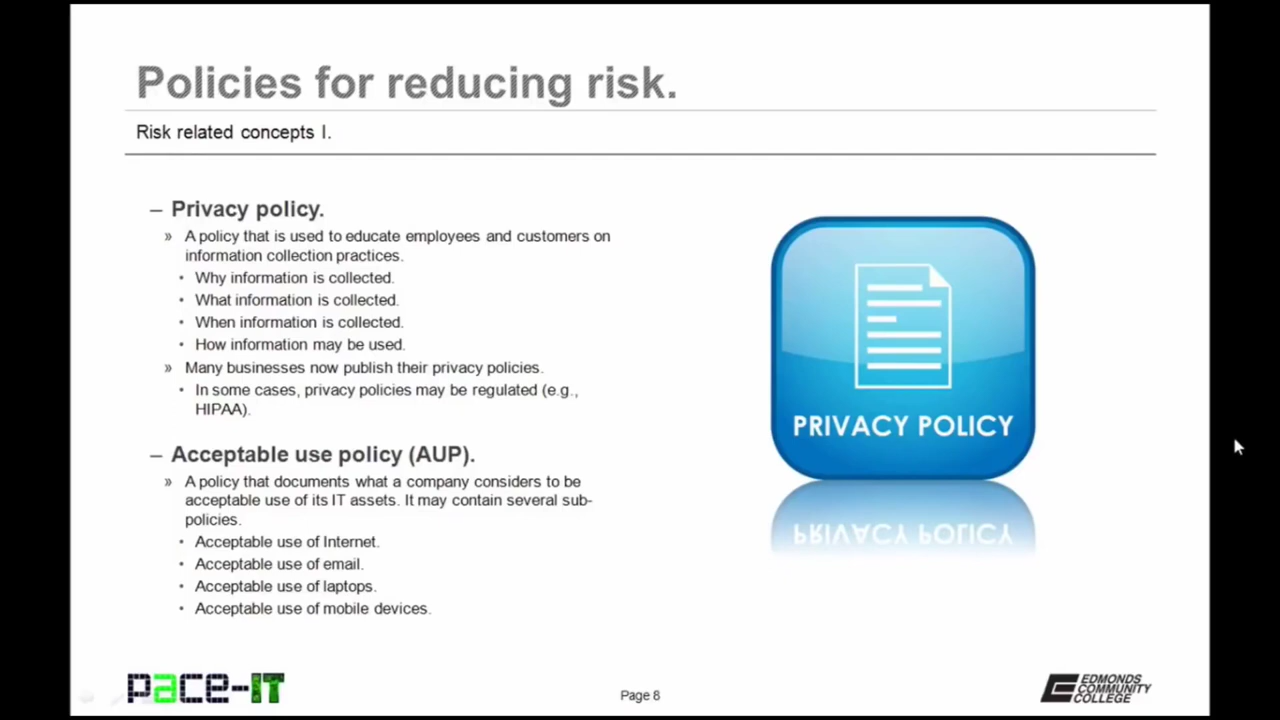 Policies for reducing risk.
Risk related concepts I.
– Privacy policy.
» A policy that is used to educate employees and customers on
information collection practices.
• Why information is collected.
• What information is collected.
• When information is collected.
• How information may be used.
» Many businesses now publish their privacy policies.
• In some cases, privacy policies may be regulated (e.g.,
HIPAA).
– Acceptable use policy (AUP).
» A policy that documents what a company considers to be
acceptable use of its IT assets. It may contain several sub-
policies.
• Acceptable use of Internet.
• Acceptable use of email.
• Acceptable use of laptops.
• Acceptable use of mobile devices.
PRIVACY POLICY
PRIVACY POLICY
pace-IT
Page 8
EDMONDS
COMMUNITY
COLLEGE